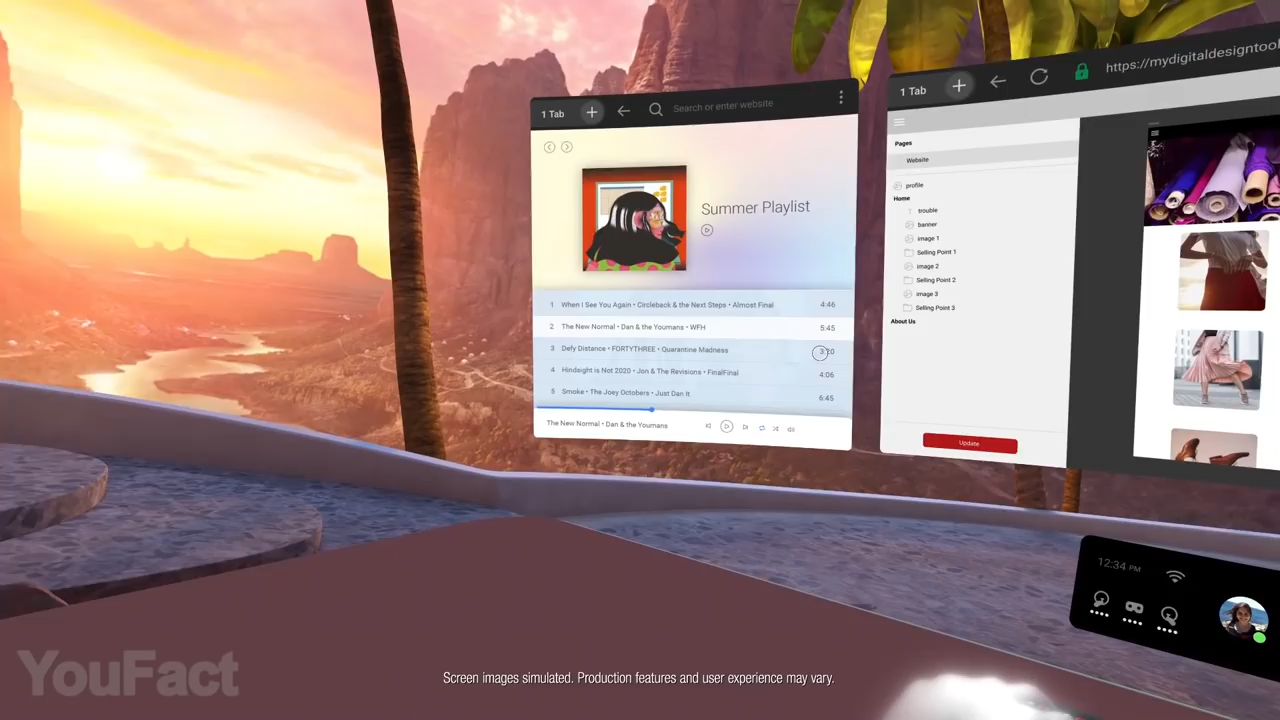 1 Tab
Search or enter website
Summer Playlist
1 When I See You Again • Circleback & the Next Steps • Almost Final 4:46
2 The New Normal • Dan & the Youmans • WFH 5:45
3 Defy Distance • FORTYTHREE • Quarantine Madness 3:20
4 Hindsight is Not 2020 • Jon & The Revisions • FinalFinal 4:06
5 Smoke • The Joey Octobers • Just Dan It 6:45
The New Normal • Dan & the Youmans
1 Tab
https://mydigitaldesigntool
Pages
Website
profile
Home
trouble
banner
image 1
Selling Point 1
image 2
Selling Point 2
image 3
Selling Point 3
About Us
Update
12:34 PM
YouFact
Screen images simulated. Production features and user experience may vary.